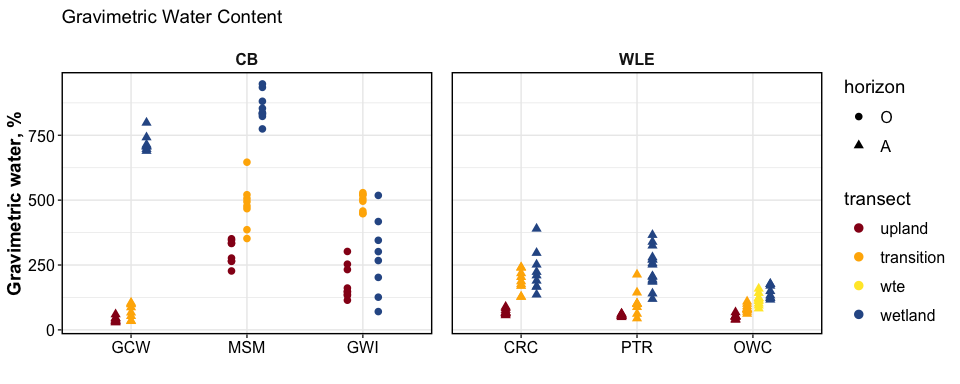 Gravimetric Water Content
CB
WLE
Gravimetric water, %
750
500
250
0
GCW
MSM
GWI
CRC
PTR
OWC
horizon
O
A
transect
upland
transition
wte
wetland